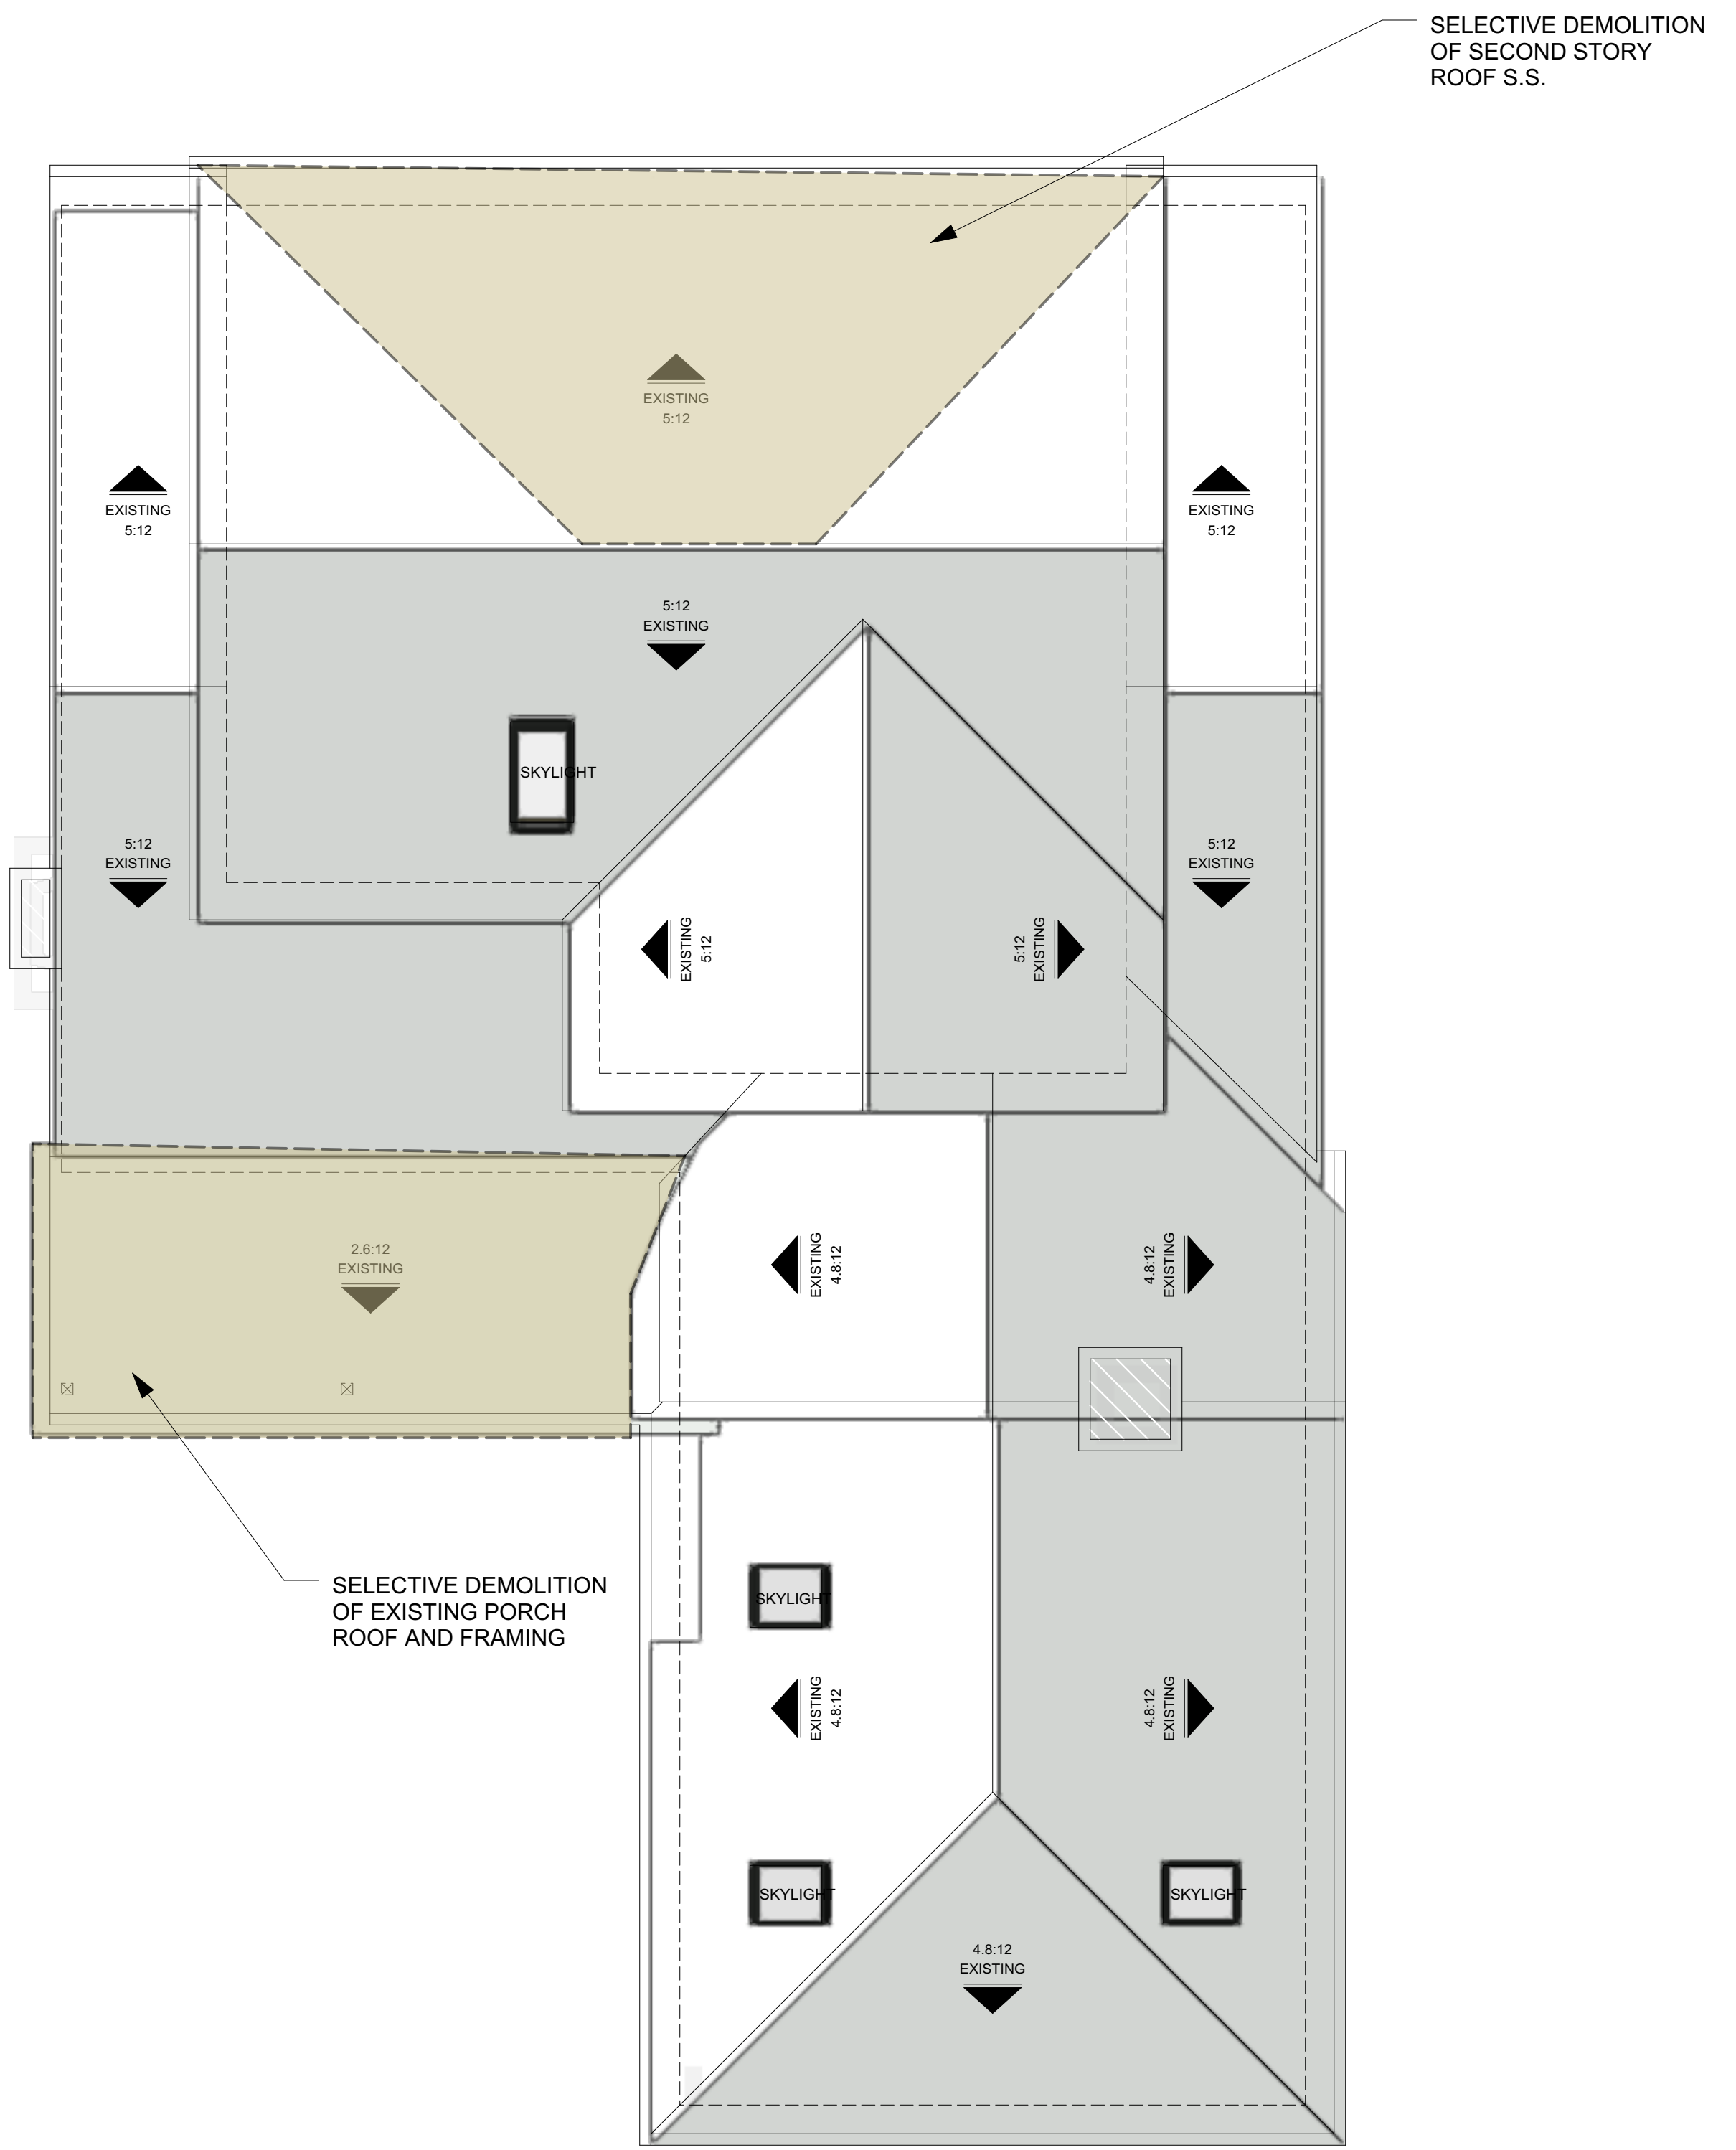 SELECTIVE DEMOLITION
OF SECOND STORY
ROOF S.S.
EXISTING
5:12
EXISTING
5:12
EXISTING
5:12
5:12
EXISTING
SKYLIGHT
5:12
EXISTING
5:12
EXISTING
EXISTING
5:12
5:12
EXISTING
2.6:12
EXISTING
EXISTING
4.8:12
4.8:12
EXISTING
SELECTIVE DEMOLITION
OF EXISTING PORCH
ROOF AND FRAMING
SKYLIGHT
EXISTING
4.8:12
4.8:12
EXISTING
SKYLIGHT
SKYLIGHT
4.8:12
EXISTING